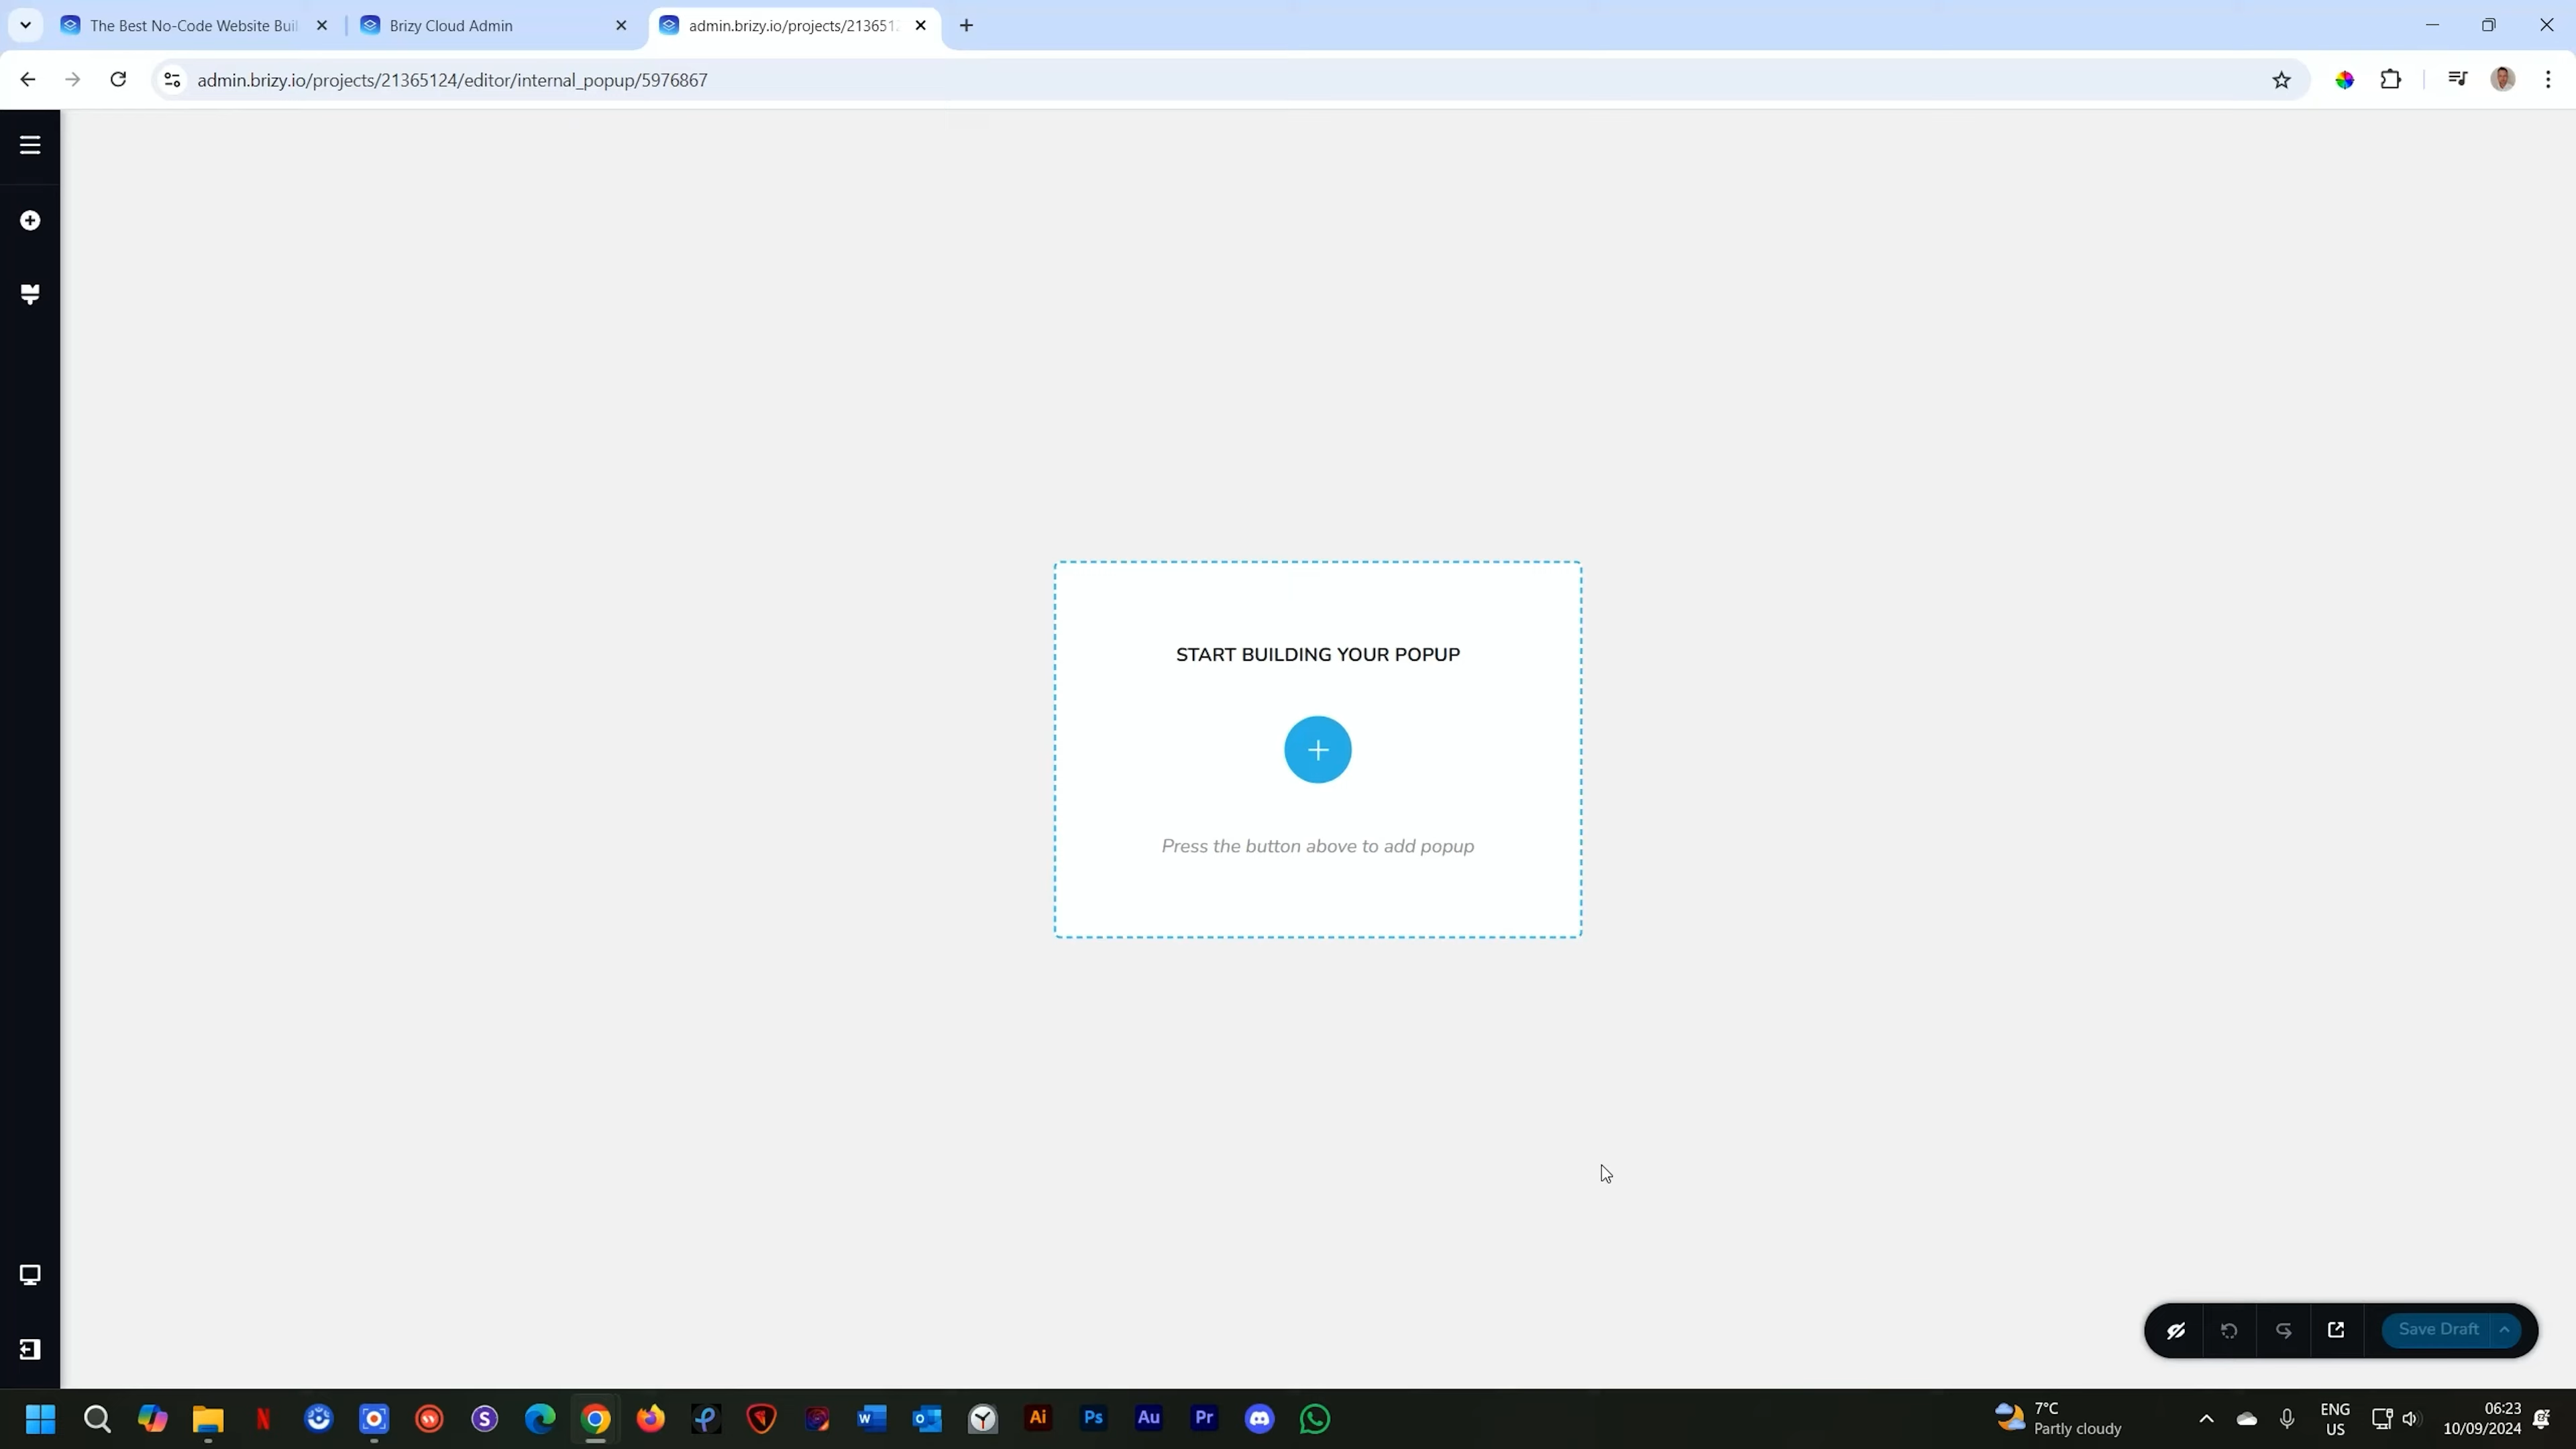 The Best No-Code Website Buil
Brizy Cloud Admin
admin.brizy.io/projects/2136512
admin.brizy.io/projects/21365124/editor/internal_popup/5976867
START BUILDING YOUR POPUP
Press the button above to add popup
Save Draft
7°C
Partly cloudy
ENG
US
06:23
10/09/2024